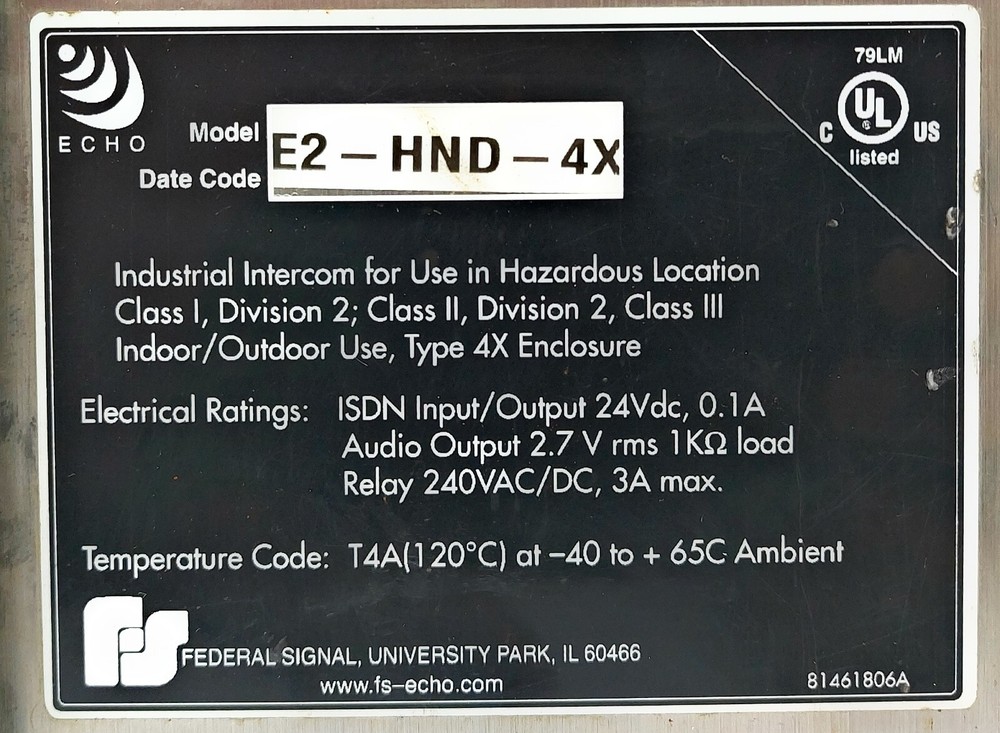 ECHO
Model E2-HND-4X
Date Code
79LM
C UL US
listed
Industrial Intercom for Use in Hazardous Location
Class I, Division 2; Class II, Division 2, Class III
Indoor/Outdoor Use, Type 4X Enclosure
Electrical Ratings: ISDN Input/Output 24Vdc, 0.1A
Audio Output 2.7 V rms 1KΩ load
Relay 240VAC/DC, 3A max.
Temperature Code: T4A(120°C) at -40 to + 65C Ambient
FS FEDERAL SIGNAL, UNIVERSITY PARK, IL 60466
www.fs-echo.com
81461806A